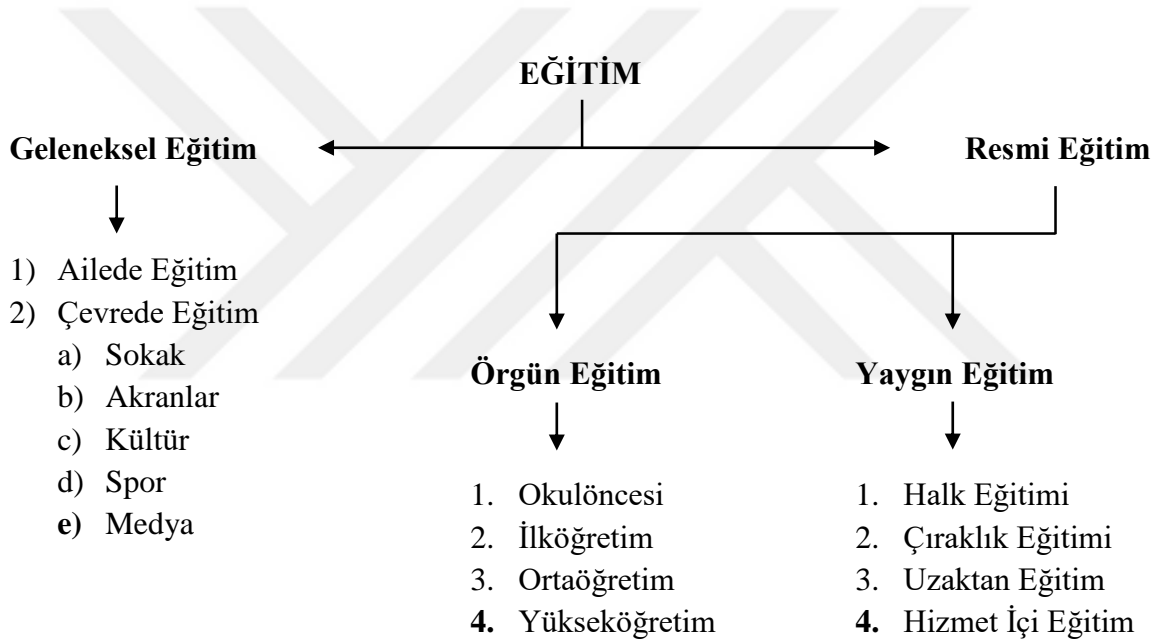 EĞİTİM
Geleneksel Eğitim
Resmi Eğitim
1) Ailede Eğitim
2) Çevrede Eğitim
a) Sokak
b) Akranlar
c) Kültür
d) Spor
e) Medya
Örgün Eğitim
1. Okulöncesi
2. İlköğretim
3. Ortaöğretim
4. Yükseköğretim
Yaygın Eğitim
1. Halk Eğitimi
2. Çıraklık Eğitimi
3. Uzaktan Eğitim
4. Hizmet İçi Eğitim